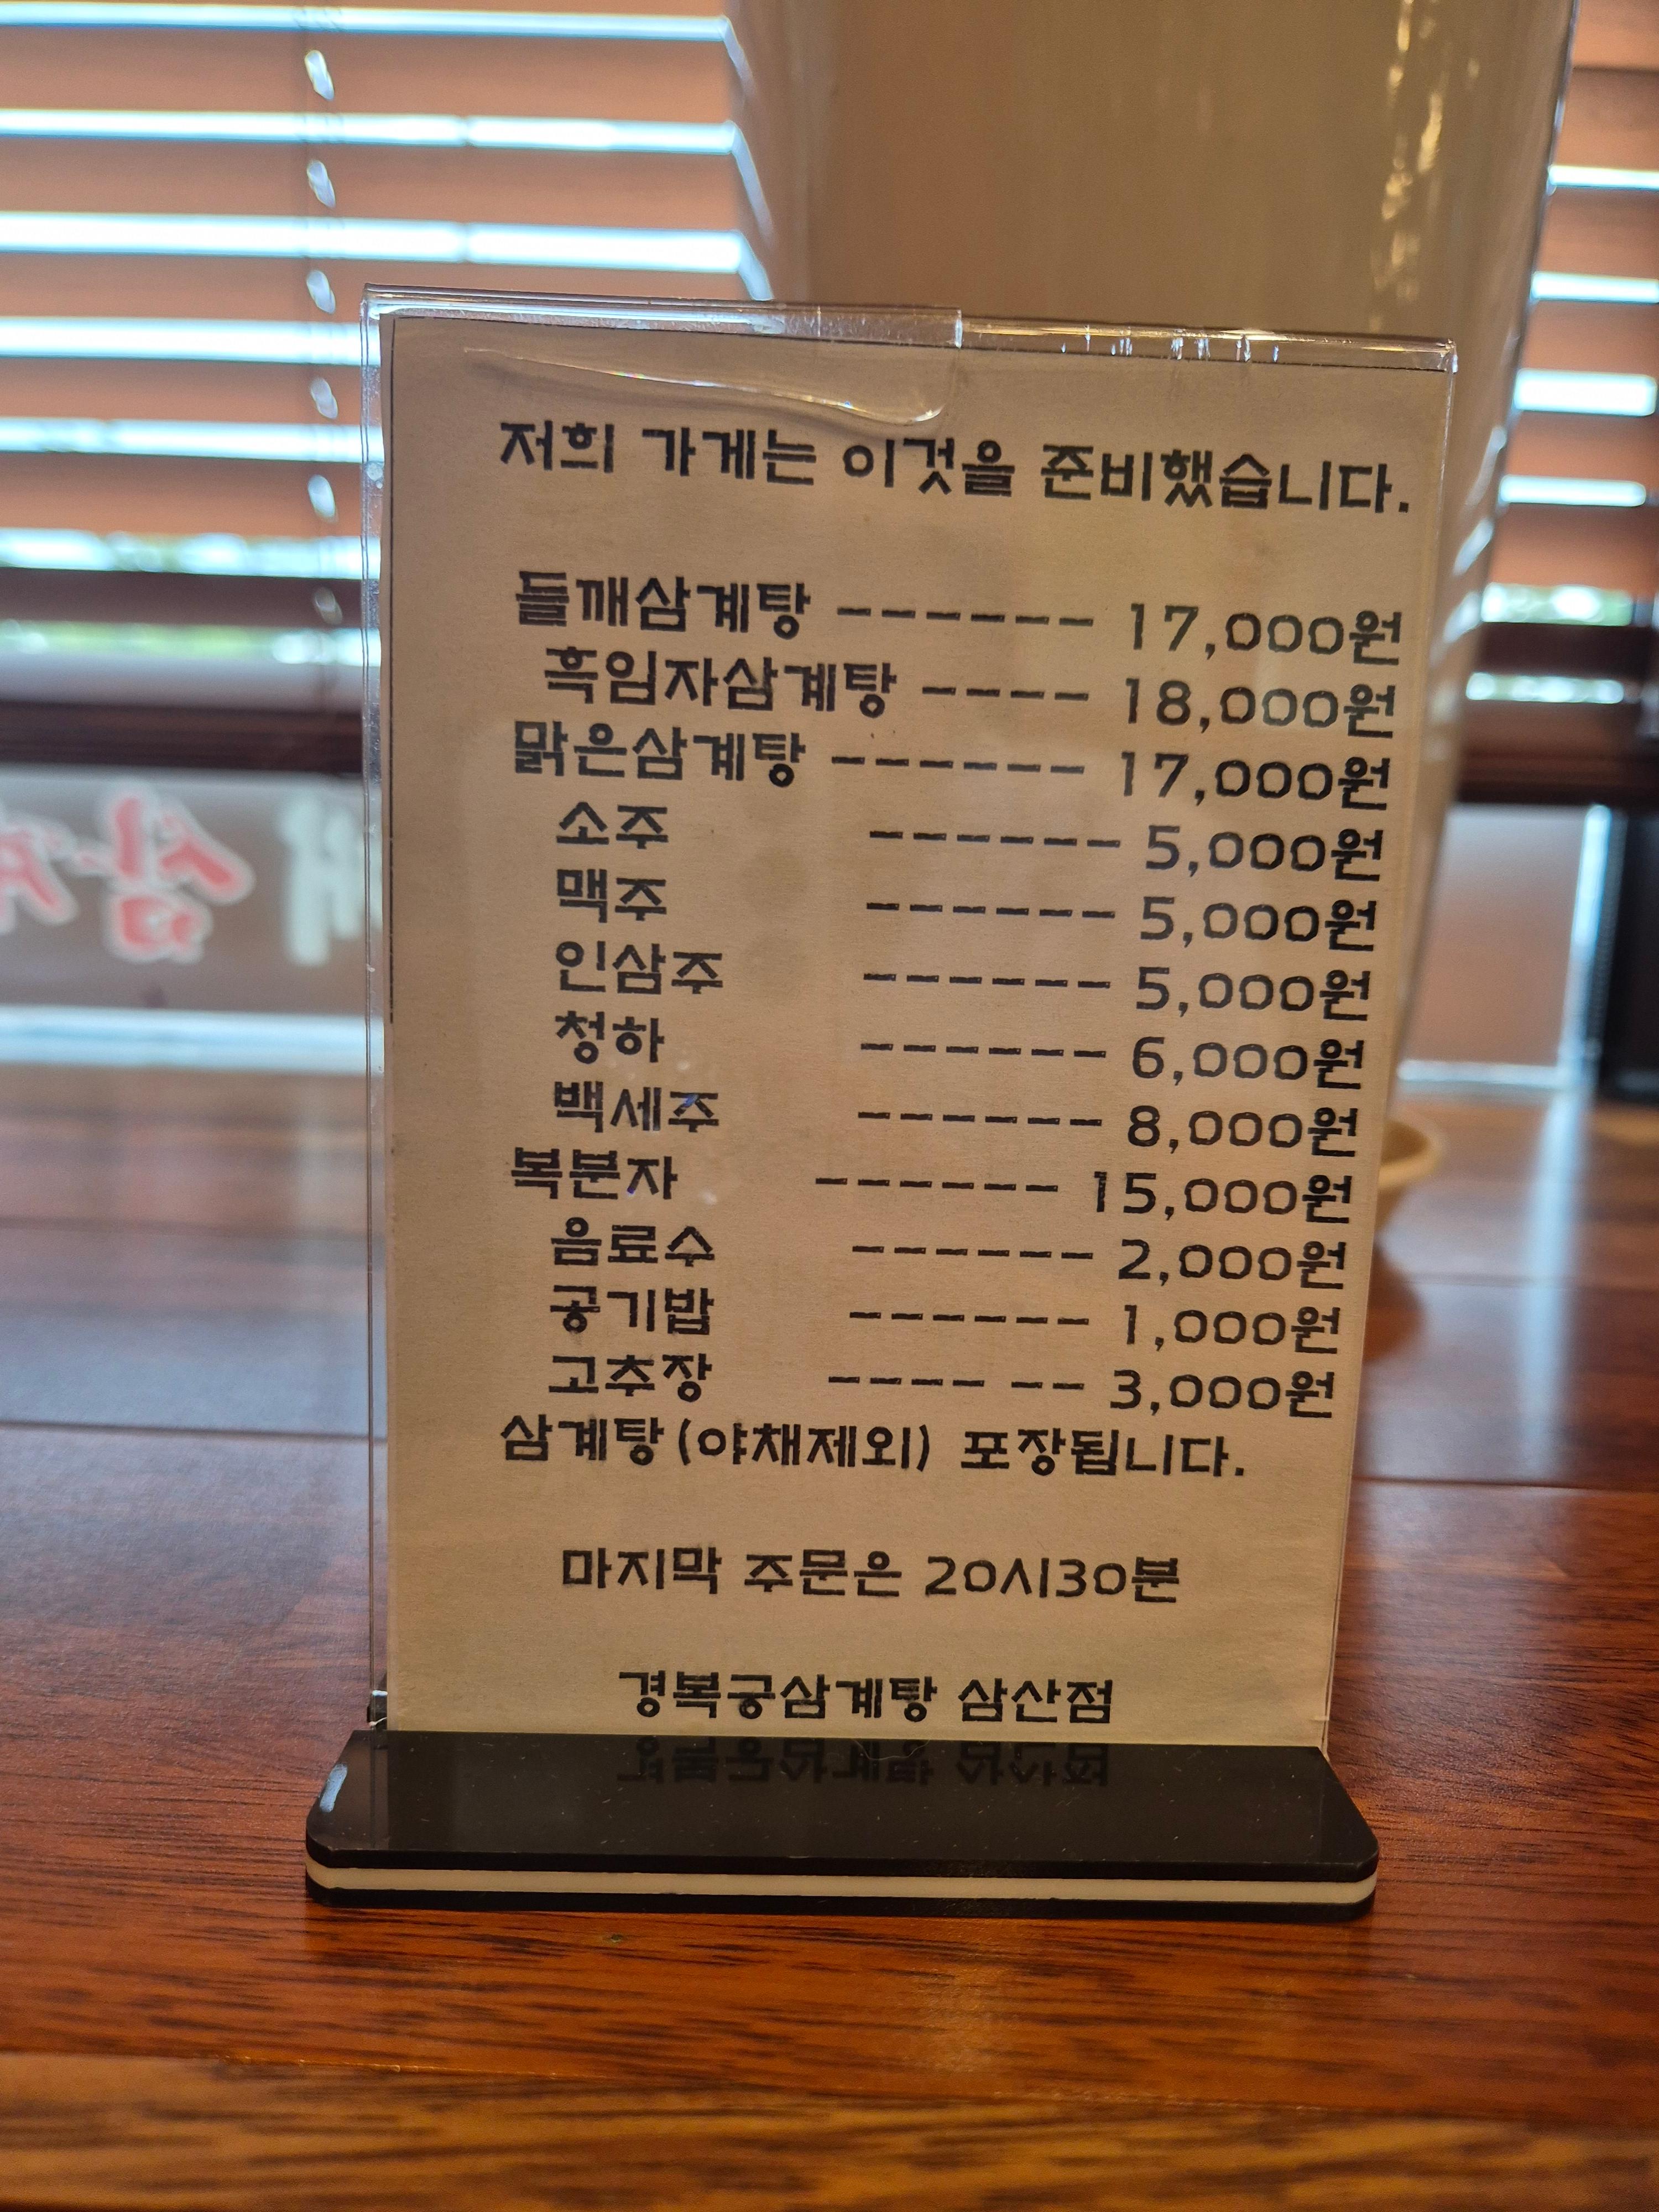 저희 가게는 이것을 준비했습니다.
들깨삼계탕 ------ 17,000원
흑임자삼계탕 ---- 18,000원
맑은삼계탕 ------ 17,000원
소주 ------ 5,000원
맥주 ------ 5,000원
인삼주 ------ 5,000원
청하 ------ 6,000원
백세주 ------ 8,000원
복분자 ------ 15,000원
음료수 ------ 2,000원
공기밥 ------ 1,000원
고추장 ---- -- 3,000원
삼계탕(야채제외) 포장됩니다.
마지막 주문은 20시30분
경복궁삼계탕 삼산점